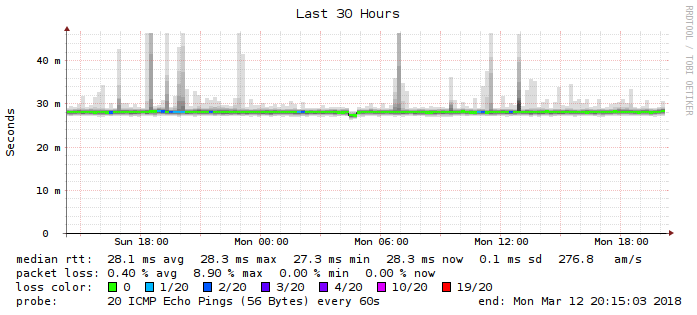 Last 30 Hours
RRDTOOL / TOBI OETIKER
Seconds
40 m
30 m
20 m
10 m
0
Sun 18:00 Mon 00:00 Mon 06:00 Mon 12:00 Mon 18:00
median rtt: 28.1 ms avg 28.3 ms max 27.3 ms min 28.3 ms now 0.1 ms sd 276.8 am/s
packet loss: 0.40 % avg 8.90 % max 0.00 % min 0.00 % now
loss color: 0 1/20 2/20 3/20 4/20 10/20 19/20
probe: 20 ICMP Echo Pings (56 Bytes) every 60s end: Mon Mar 12 20:15:03 2018